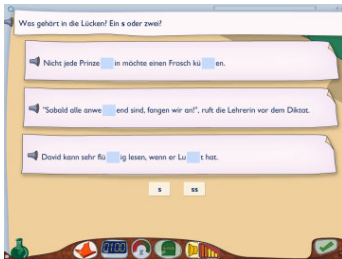 Was gehört in die Lücken? Ein s oder zwei?
Nicht jede Prinze in möchte einen Frosch kü en.
"Sobald alle anwe end sind, fangen wir an!", ruft die Lehrerin vor dem Diktat.
David kann sehr flü ig lesen, wenn er Lu t hat.
s ss